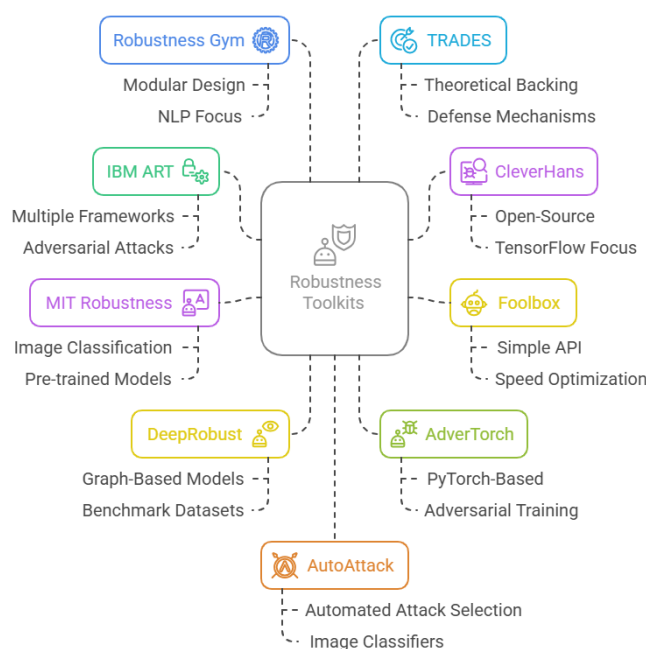 Robustness Gym
Modular Design
NLP Focus
TRADES
Theoretical Backing
Defense Mechanisms
IBM ART
Multiple Frameworks
Adversarial Attacks
CleverHans
Open-Source
TensorFlow Focus
Robustness
Toolkits
MIT Robustness
Image Classification
Pre-trained Models
Foolbox
Simple API
Speed Optimization
DeepRobust
Graph-Based Models
Benchmark Datasets
AdverTorch
PyTorch-Based
Adversarial Training
AutoAttack
Automated Attack Selection
Image Classifiers